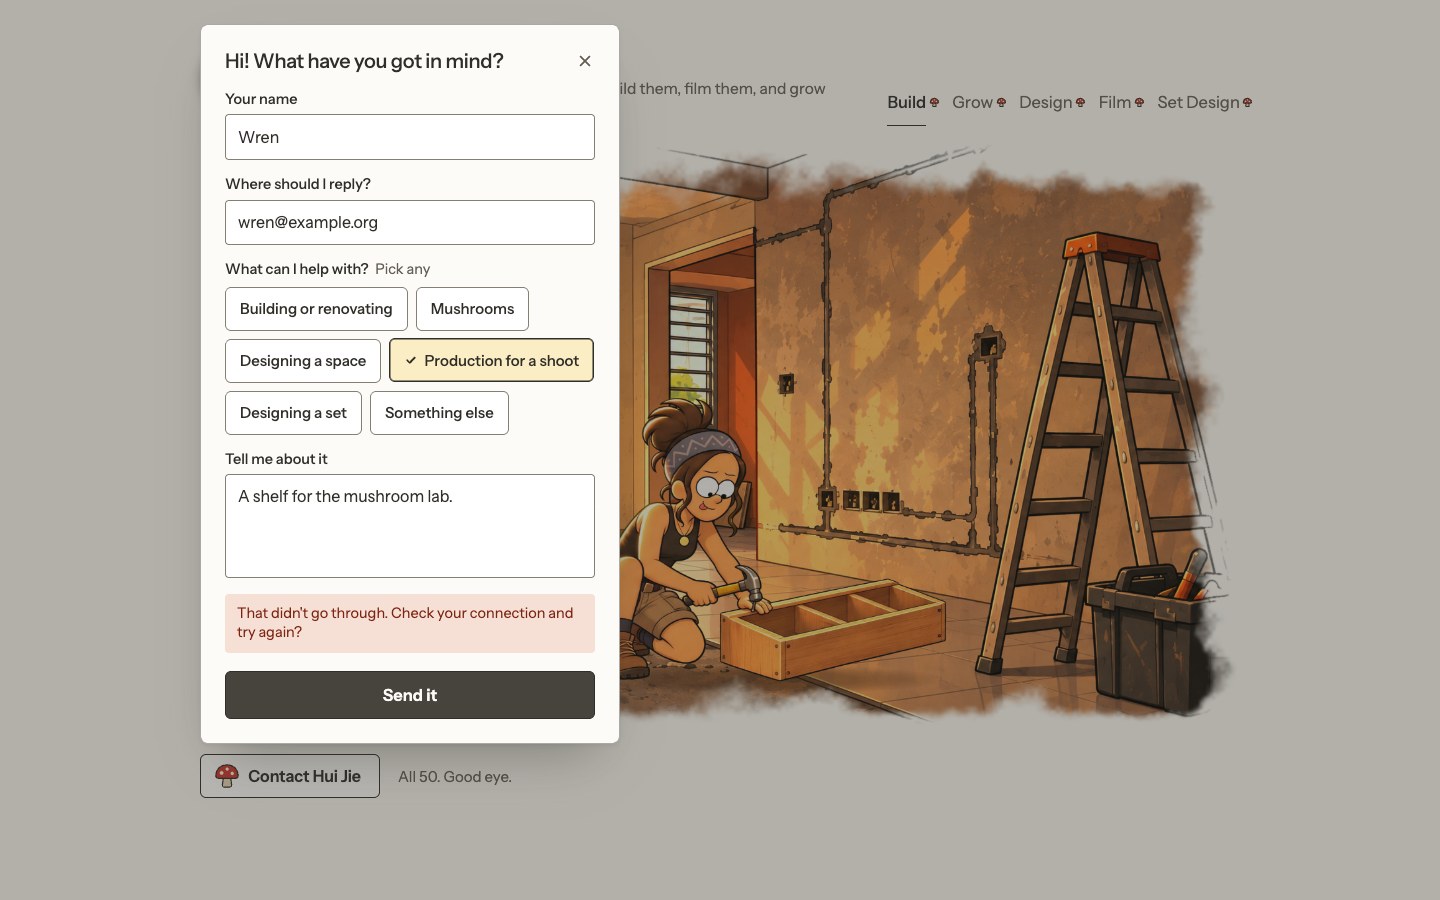 Hi! What have you got in mind?
Your name
Wren
Where should I reply?
wren@example.org
What can I help with? Pick any
Building or renovating
Mushrooms
Designing a space
Production for a shoot
Designing a set
Something else
Tell me about it
A shelf for the mushroom lab.
That didn't go through. Check your connection and
try again?
Send it
them, film them, and grow
Build
Grow
Design
Film
Set Design
Contact Hui Jie
All 50. Good eye.